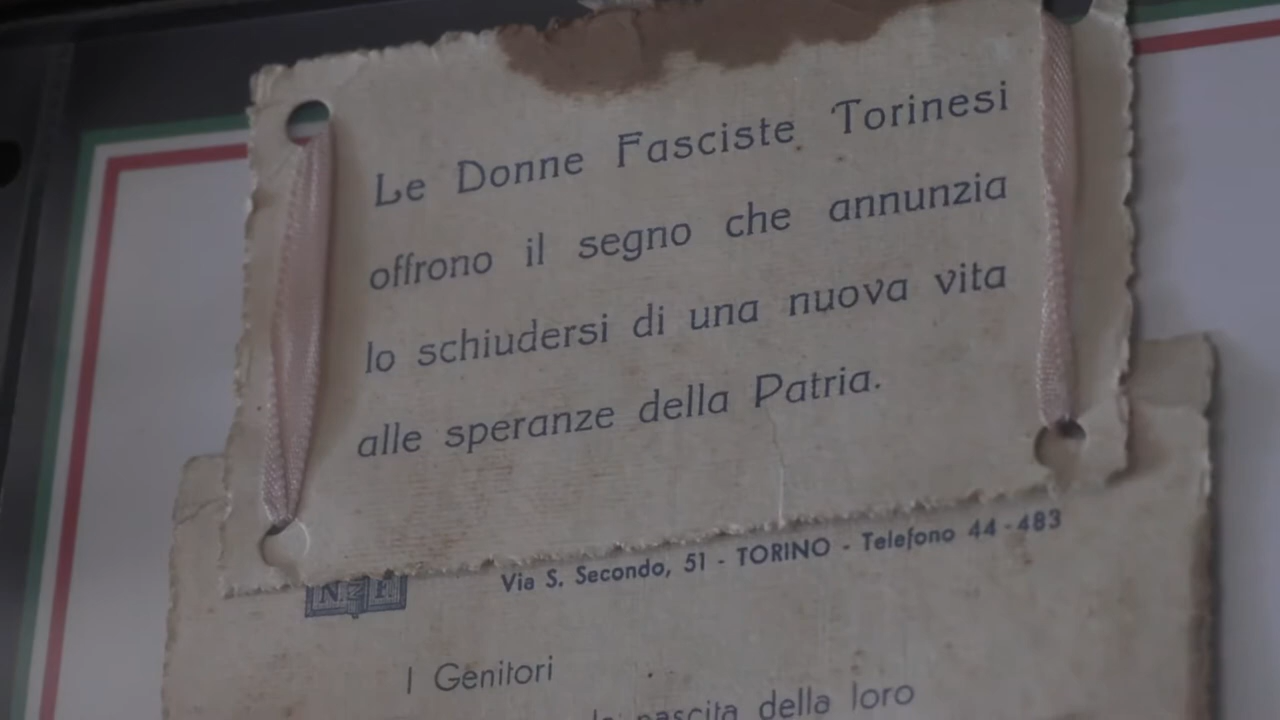 Le Donne Fasciste Torinesi
offrono il segno che annunzia
lo schiudersi di una nuova vita
alle speranze della Patria.
Via S. Secondo, 51 - TORINO - Telefono 44-483
I Genitori
nascita della loro